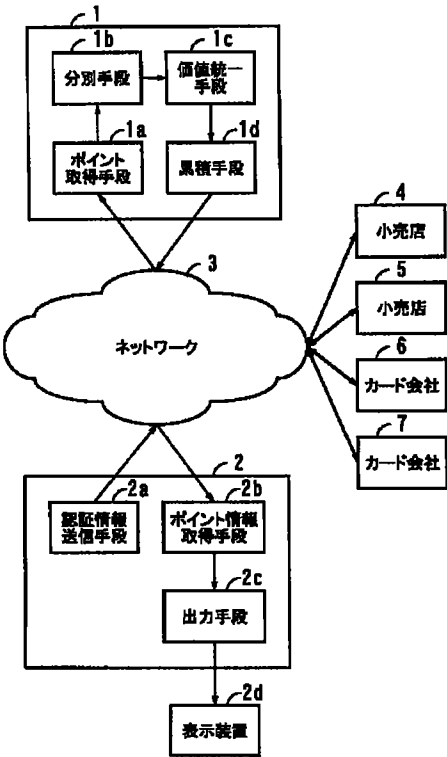 1
1b
分別手段
1c
価値統一
手段
1a
ポイント
取得手段
1d
累積手段
3
ネットワーク
4
小売店
5
小売店
6
カード会社
7
カード会社
2
2a
認証情報
送信手段
2b
ポイント情報
取得手段
2c
出力手段
2d
表示装置